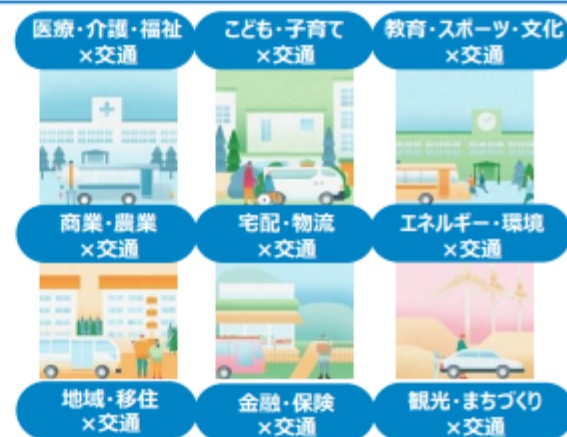 医療・介護・福祉
×交通
こども・子育て
×交通
教育・スポーツ・文化
×交通
商業・農業
×交通
宅配・物流
×交通
エネルギー・環境
×交通
地域・移住
×交通
金融・保険
×交通
観光・まちづくり
×交通